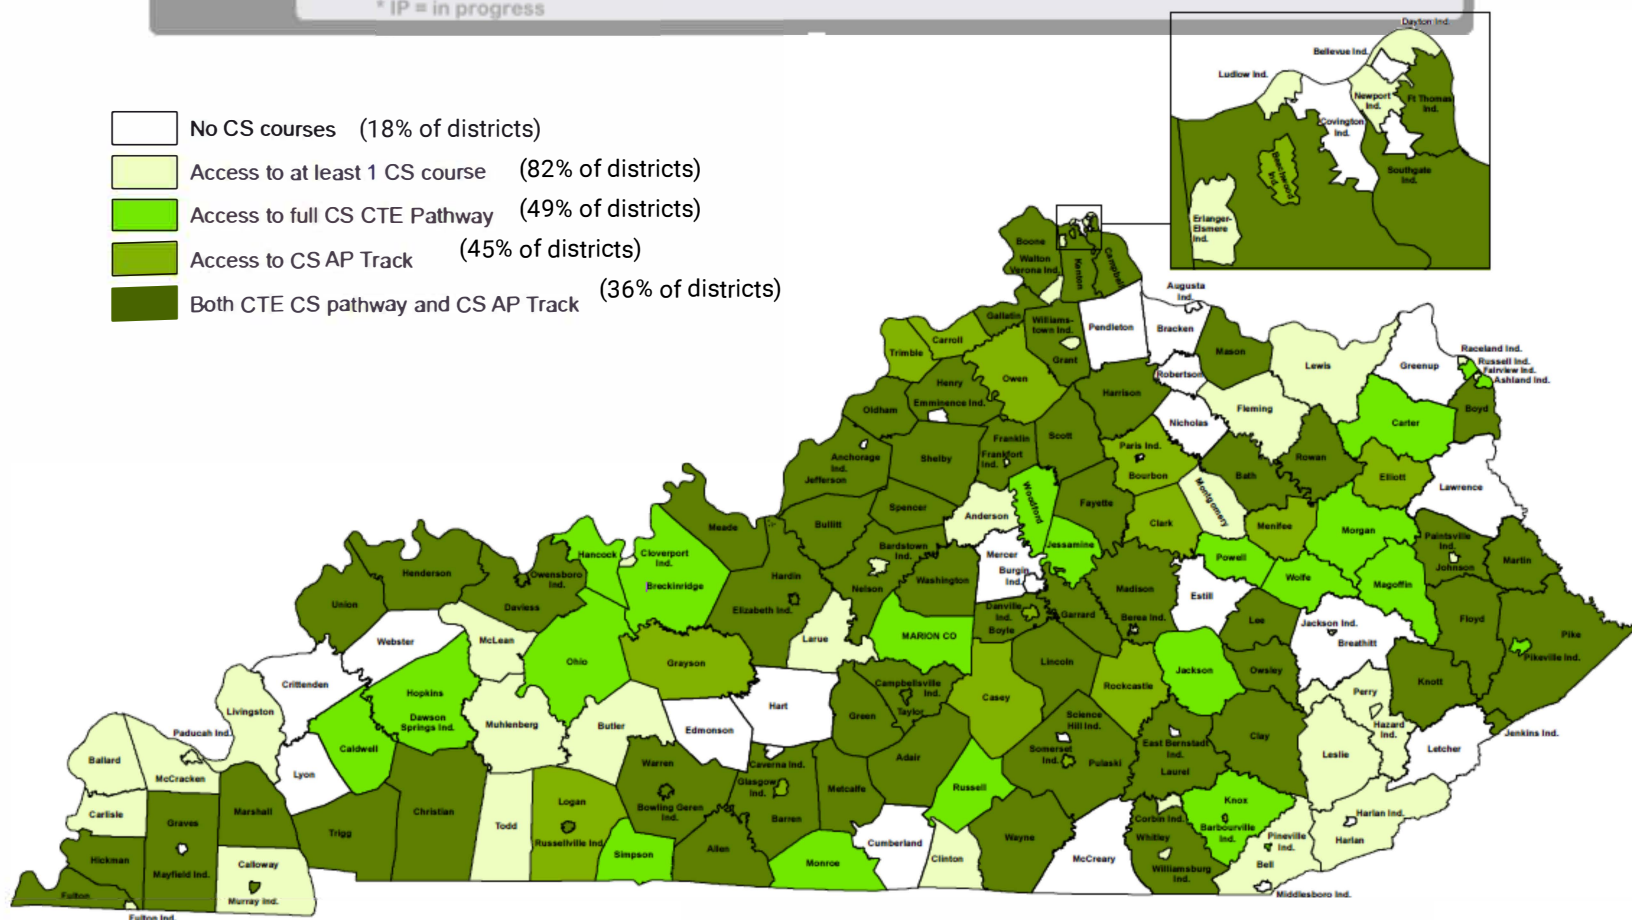 * IP = in progress
No CS courses (18% of districts)
Access to at least 1 CS course (82% of districts)
Access to full CS CTE Pathway (49% of districts)
Access to CS AP Track (45% of districts)
Both CTE CS pathway and CS AP Track (36% of districts)
Dayton Ind.
Bellevue Ind.
Ludlow Ind.
Newport
Ind.
Ft Thomas
Ind.
Covington
Ind.
Beechwood
Ind.
Southgate
Ind.
Erlanger-
Elsmere
Ind.
Boone
Walton
Verona Ind.
Kenton
Campbell
Augusta
Ind.
Gallatin
Williams-
town Ind.
Pendleton
Bracken
Carroll
Trimble
Grant
Mason
Lewis
Greenup
Raceland Ind.
Russell Ind.
Fairview Ind.
Ashland Ind.
Robertson
Henry
Owen
Emminence Ind.
Harrison
Oldham
Fleming
Boyd
Nicholas
Carter
Franklin
Scott
Anchorage
Ind.
Jefferson
Shelby
Frankfort
Ind.
Paris Ind.
Bourbon
Bath
Rowan
Elliott
Lawrence
Woodford
Fayette
Montgomery
Spencer
Anderson
Clark
Menifee
Morgan
Bullitt
Meade
Jessamine
Paintsville
Ind.
Johnson
Martin
Hancock
Cloverport
Ind.
Breckinridge
Bardstown
Ind.
Mercer
Burgin
Ind.
Powell
Wolfe
Magoffin
Henderson
Owensboro
Ind.
Hardin
Nelson
Washington
Madison
Estill
Union
Daviess
Elizabeth Ind.
Danville
Ind.
Boyle
Garrard
Berea Ind.
Lee
Jackson Ind.
Breathitt
Floyd
Pike
Pikeville Ind.
Webster
McLean
Larue
MARION CO
Ohio
Grayson
Lincoln
Jackson
Owsley
Knott
Crittenden
Hopkins
Dawson
Springs Ind.
Campbellsville
Ind.
Taylor
Casey
Rockcastle
Perry
Livingston
Muhlenberg
Butler
Edmonson
Hart
Green
Science
Hill Ind.
Hazard
Ind.
Jenkins Ind.
Paducah Ind.
Caldwell
Somerset
Ind.
Pulaski
East Bernstadt
Ind.
Laurel
Clay
Leslie
Letcher
Ballard
McCracken
Lyon
Warren
Caverna Ind.
Adair
Glasgow
Ind.
Metcalfe
Russell
Carlisle
Marshall
Christian
Logan
Bowling Geren
Ind.
Barren
Knox
Barbourville
Ind.
Harlan Ind.
Harlan
Graves
Trigg
Todd
Russellville Ind.
Simpson
Allen
Cumberland
Wayne
Corbin Ind.
Whitley
Pineville
Ind.
Hickman
Mayfield Ind.
Calloway
Monroe
Clinton
McCreary
Williamsburg
Ind.
Bell
Fulton
Murray Ind.
Middlesboro Ind.
Fulton Ind.